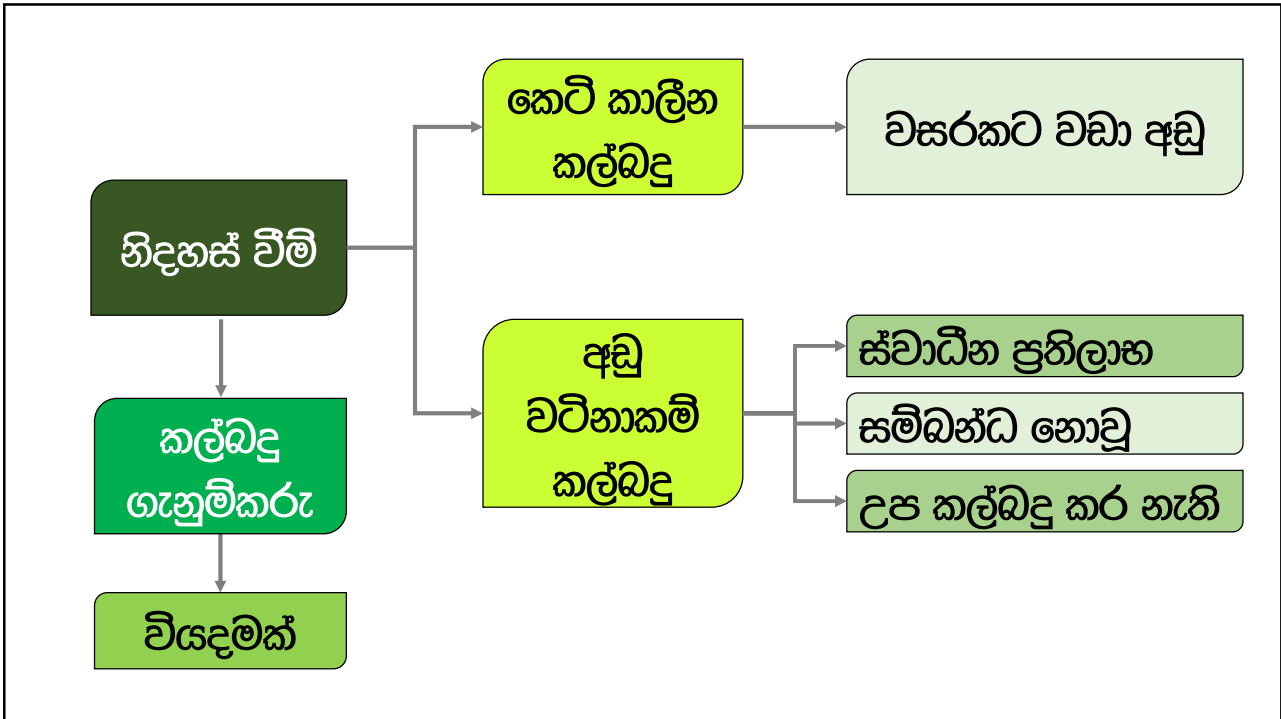 නිදහස් වීම්
කල්බදු
ගැනුම්කරු
වියදමක්
කෙටි කාලීන
කල්බදු
වසරකට වඩා අඩු
අඩු
වටිනාකම්
කල්බදු
ස්වාධීන ප්‍රතිලාභ
සම්බන්ධ නොවූ
උප කල්බදු කර නැති